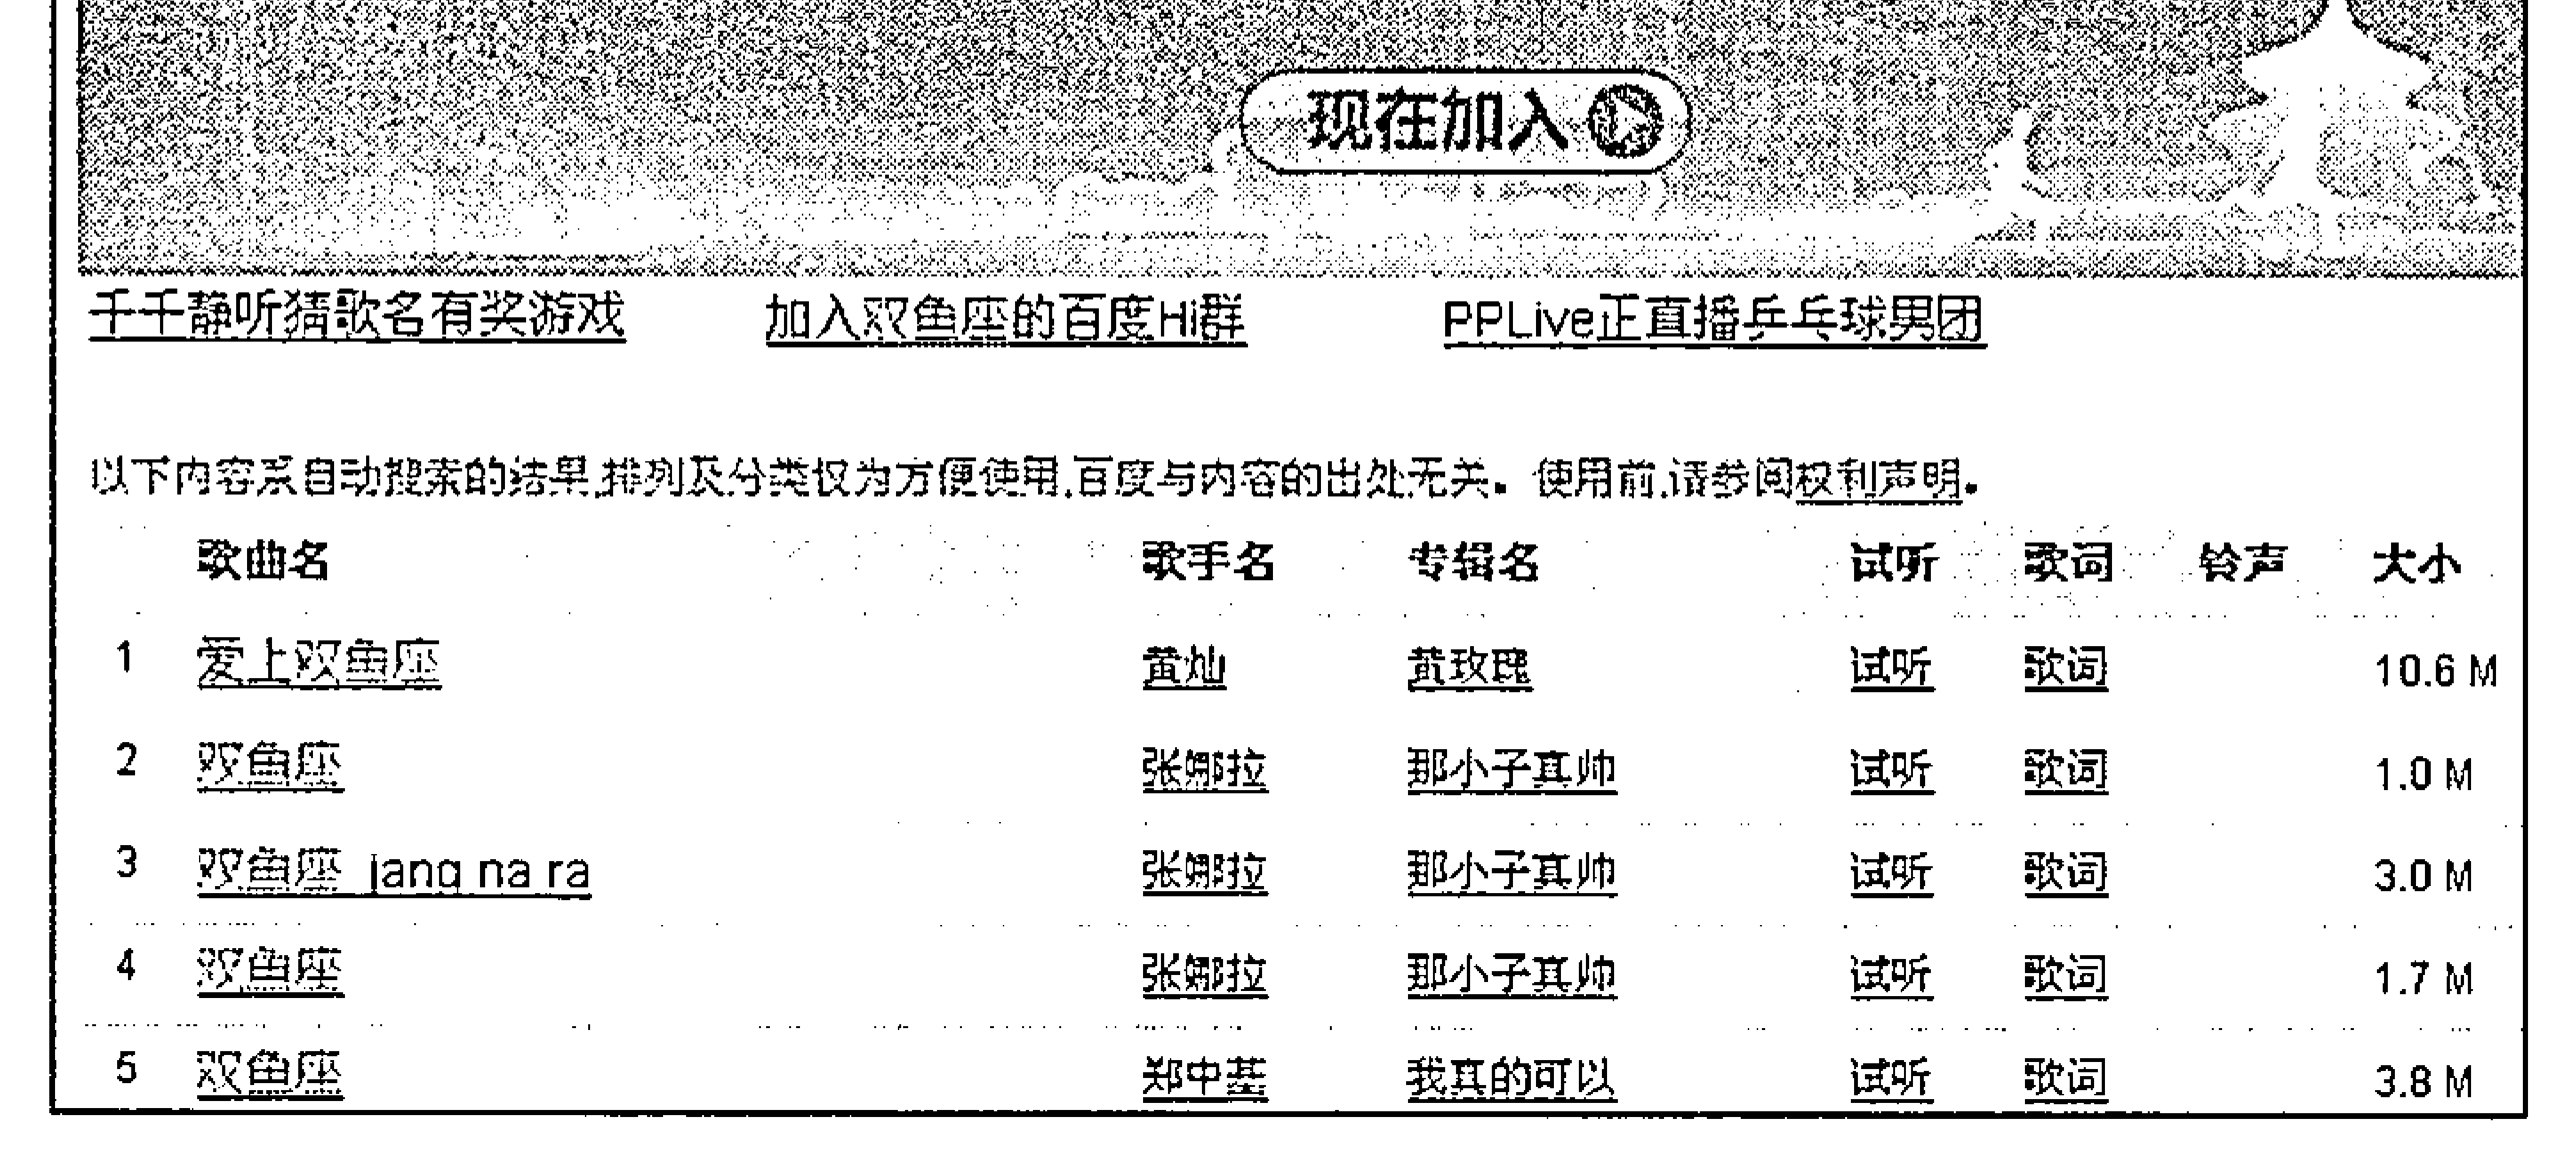 现在加入
千千静听猜歌名有奖游戏 加入双鱼座的百度Hi群 PPLive正直播乒乓球男团
以下内容系自动搜索的结果,排列及分类仅为方便使用,百度与内容的出处无关。使用前,请参阅权利声明。
歌曲名 歌手名 专辑名 试听 歌词 铃声 大小
1 爱上双鱼座 黄灿 黄玫瑰 试听 歌词 10.6 M
2 双鱼座 张娜拉 那小子真帅 试听 歌词 1.0 M
3 双鱼座 jang na ra 张娜拉 那小子真帅 试听 歌词 3.0 M
4 双鱼座 张娜拉 那小子真帅 试听 歌词 1.7 M
5 双鱼座 郑中基 我真的可以 试听 歌词 3.8 M